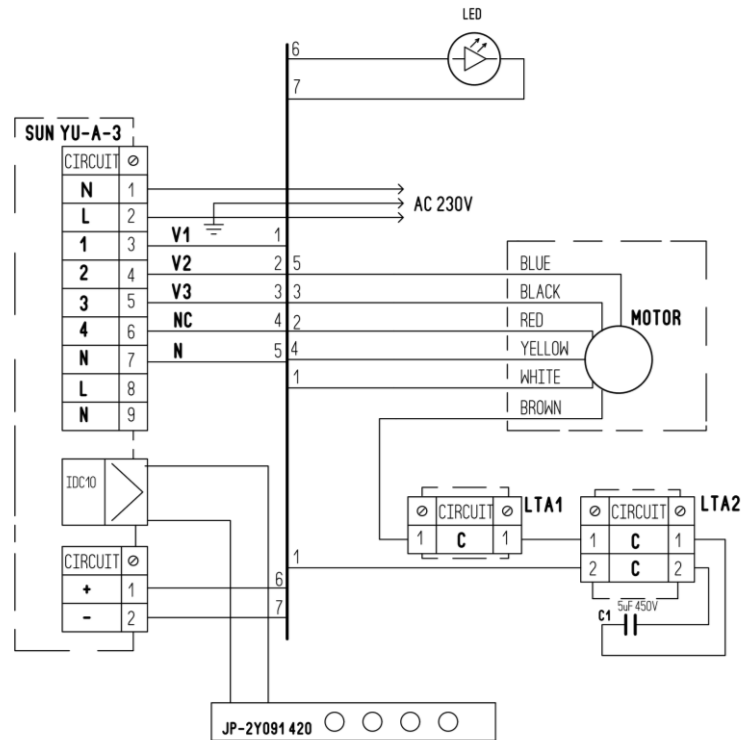 LED
6
7
SUN YU-A-3
CIRCUIT
N 1
L 2
1 3
2 4
3 5
4 6
N 7
L 8
N 9
AC 230V
V1 1
V2 2
V3 3
NC 4
N 5
5 BLUE
3 BLACK
2 RED
4 YELLOW
1 WHITE
BROWN
MOTOR
IDC10
CIRCUIT
+ 1
- 2
6
7
1
CIRCUIT
1 C 1
LTA1
CIRCUIT
1 C 1
2 C 2
LTA2
C1 5uF 450V
JP-2Y091420